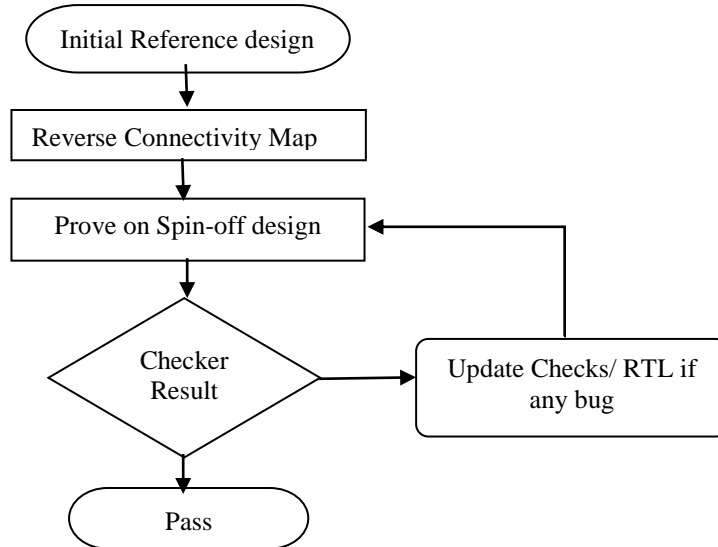 Initial Reference design
Reverse Connectivity Map
Prove on Spin-off design
Checker
Result
Update Checks/ RTL if
any bug
Pass